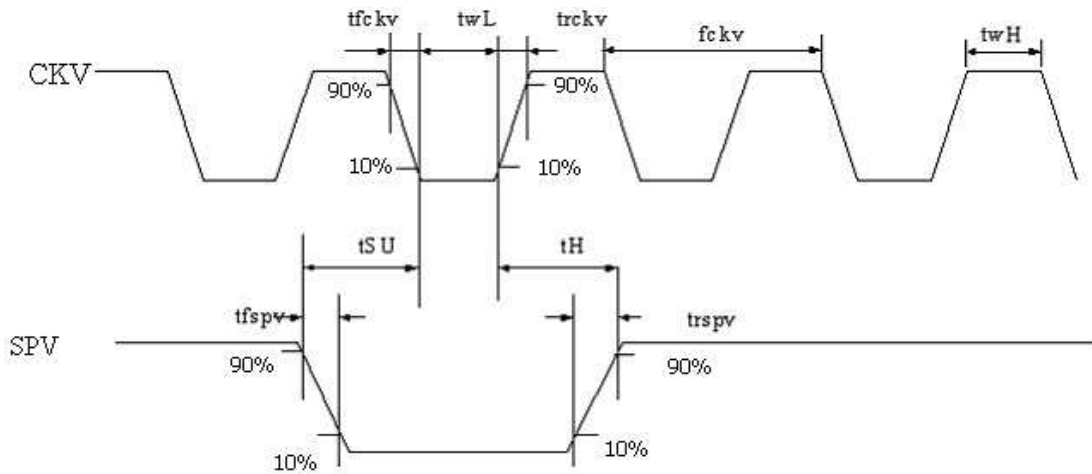 tfckv twL trckv fckv twH
CKV
90% 90%
10% 10%
tSU tH
tfspv trspv
SPV
90% 90%
10% 10%